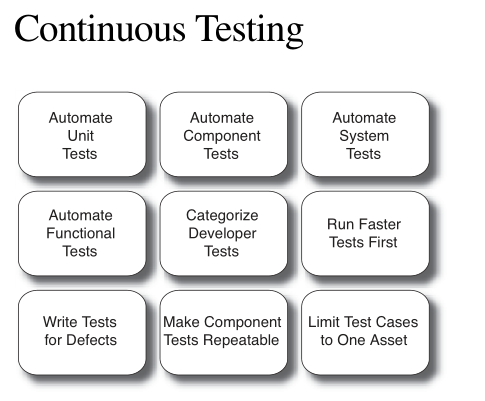 Continuous Testing
Automate
Unit
Tests
Automate
Component
Tests
Automate
System
Tests
Automate
Functional
Tests
Categorize
Developer
Tests
Run Faster
Tests First
Write Tests
for Defects
Make Component
Tests Repeatable
Limit Test Cases
to One Asset